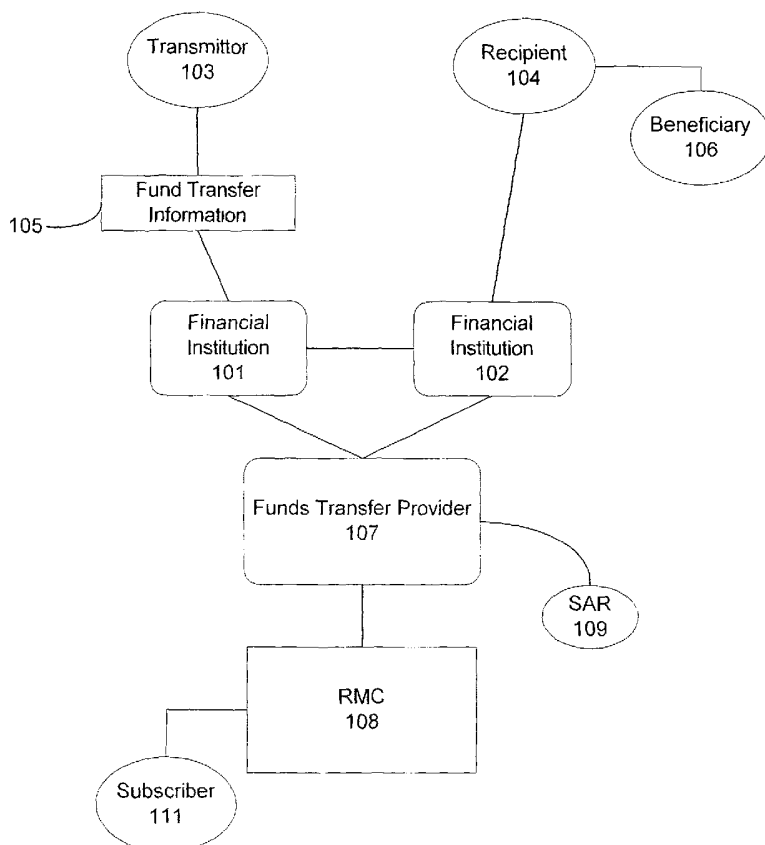 Transmittor
103
Recipient
104
Beneficiary
106
Fund Transfer
Information
105
Financial
Institution
101
Financial
Institution
102
Funds Transfer Provider
107
SAR
109
RMC
108
Subscriber
111